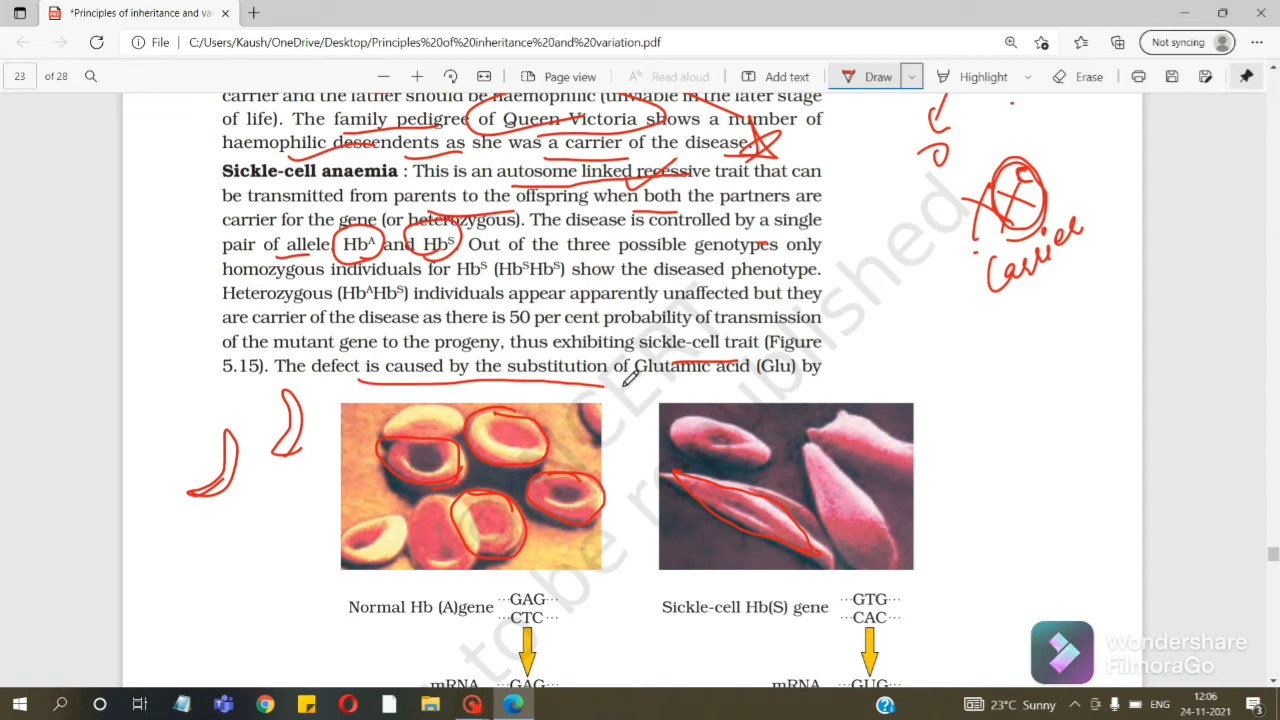 *Principles of inheritance and va
File
C:/Users/Kaush/OneDrive/Desktop/Principles%20of%20inheritance%20and%20variation.pdf
Not syncing
23 of 28
Page view
Read aloud
Add text
Draw
Highlight
Erase
carrier and the father should be haemophilic (unviable in the later stage
of life). The family pedigree of Queen Victoria shows a number of
haemophilic descendents as she was a carrier of the disease.
Sickle-cell anaemia : This is an autosome linked recessive trait that can
be transmitted from parents to the offspring when both the partners are
carrier for the gene (or heterozygous). The disease is controlled by a single
pair of allele, HbA and HbS. Out of the three possible genotypes only
homozygous individuals for HbS (HbSHbS) show the diseased phenotype.
Heterozygous (HbAHbS) individuals appear apparently unaffected but they
are carrier of the disease as there is 50 per cent probability of transmission
of the mutant gene to the progeny, thus exhibiting sickle-cell trait (Figure
5.15). The defect is caused by the substitution of Glutamic acid (Glu) by
Carrier
Normal Hb (A)gene
GAG
CTC
Sickle-cell Hb(S) gene
GTG
CAC
mRNA GAG
mRNA GUG
to be republished
Wondershare
FilmoraGo
23°C Sunny
12:06
24-11-2021
3